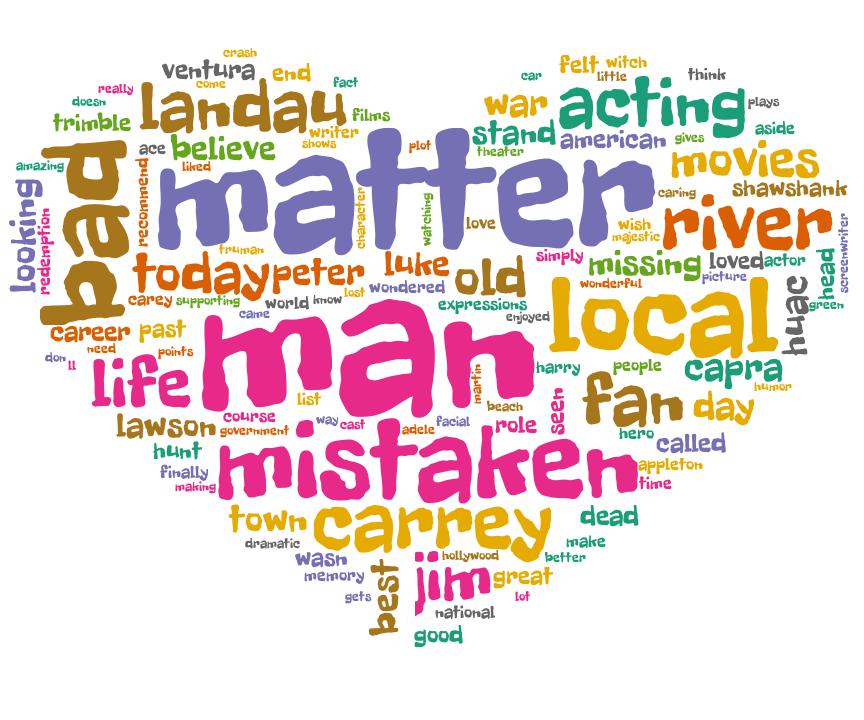 crash
ventura
end
felt
witch
car
little
think
really
come
fact
doesn
landau
films
war
acting
plays
trimble
writer
stand
american
gives
aside
ace
believe
shows
plot
theater
amazing
liked
matter
movies
bad
recommend
caring
shawshank
looking
redemption
character
watching
love
wish
majestic
river
screenwriter
truman
today
peter
luke
old
simply
missing
loved
actor
head
carey
supporting
world
know
lost
wondered
expressions
wonderful
picture
green
came
enjoyed
local
huac
career
past
man
need
points
don
ll
life
list
martin
harry
people
capra
humor
beach
seen
fan
day
lawson
course
government
way
cast
adele
facial
role
hero
called
hunt
mistaken
finally
appleton
making
time
town
carrey
dead
dramatic
make
wasn
hollywood
better
memory
jim
great
gets
best
lot
national
good